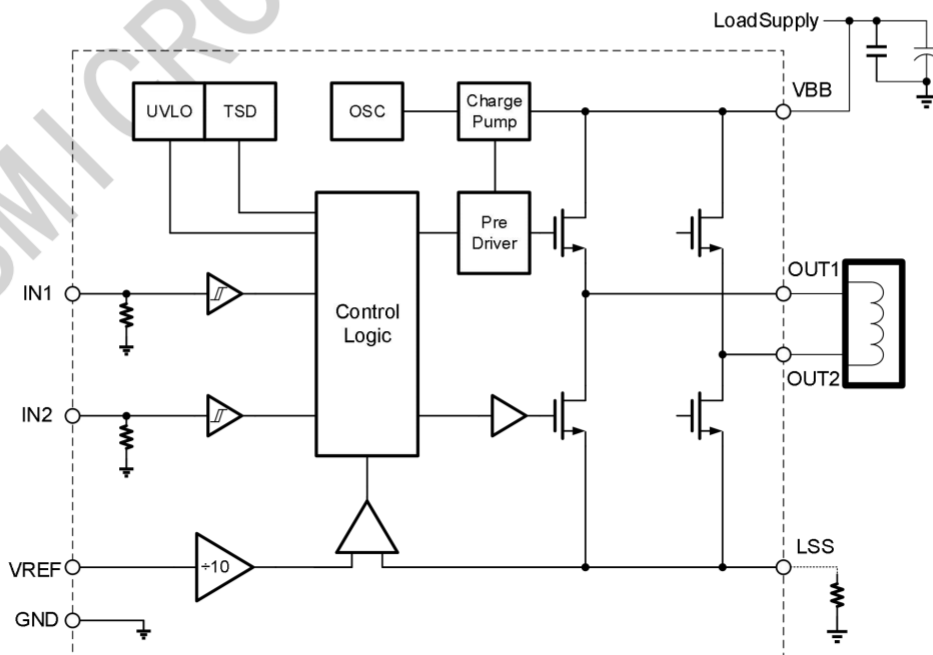 LoadSupply
VBB
UVLO
TSD
OSC
Charge
Pump
Pre
Driver
OUT1
IN1
Control
Logic
OUT2
IN2
LSS
VREF
÷10
GND